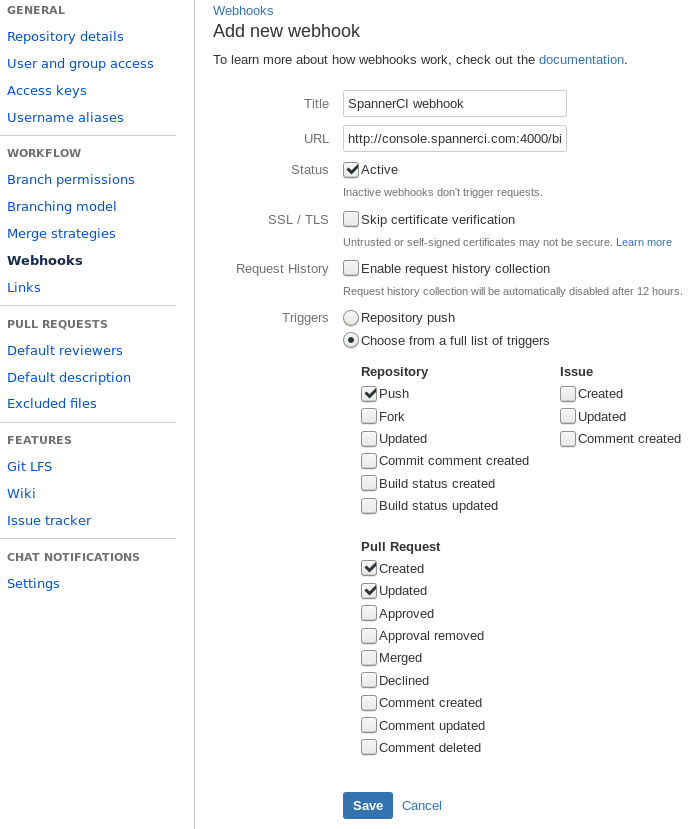 GENERAL
Repository details
User and group access
Access keys
Username aliases
WORKFLOW
Branch permissions
Branching model
Merge strategies
Webhooks
Links
PULL REQUESTS
Default reviewers
Default description
Excluded files
FEATURES
Git LFS
Wiki
Issue tracker
CHAT NOTIFICATIONS
Settings
Webhooks
Add new webhook
To learn more about how webhooks work, check out the documentation.
Title SpannerCI webhook
URL http://console.spannerci.com:4000/bi
Status Active
Inactive webhooks don't trigger requests.
SSL / TLS Skip certificate verification
Untrusted or self-signed certificates may not be secure. Learn more
Request History Enable request history collection
Request history collection will be automatically disabled after 12 hours.
Triggers Repository push
Choose from a full list of triggers
Repository
Push
Fork
Updated
Commit comment created
Build status created
Build status updated
Issue
Created
Updated
Comment created
Pull Request
Created
Updated
Approved
Approval removed
Merged
Declined
Comment created
Comment updated
Comment deleted
Save Cancel